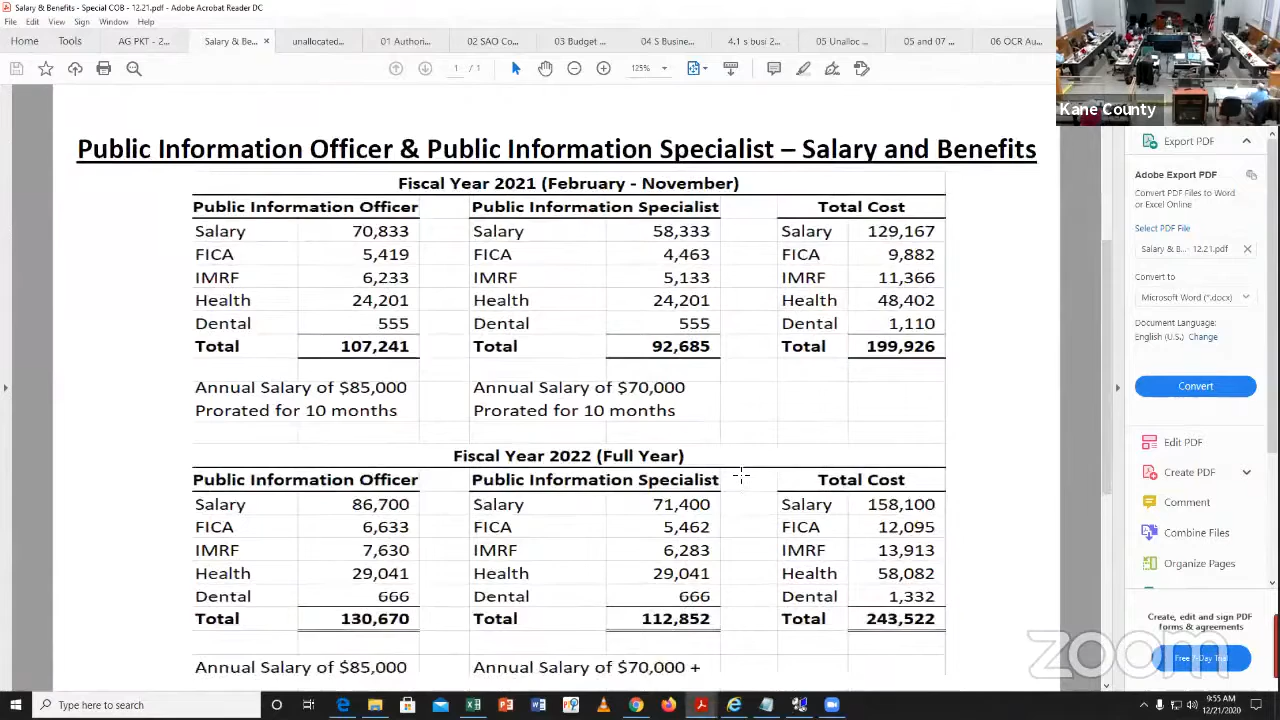 Salary & Benefits - Special COB - 12.21.pdf - Adobe Acrobat Reader DC
File Edit View Sign Window Help
Home Tools AG PKT - 2... Salary & Be... × unallocated... 01 Authori... AO Co... 03 Budget ... 04 S Busine... 4.1 s busi 2... 05 Unalloc ... 05 and 07 ... 06 OCR Au...
1 / 1 125%
Kane County
Public Information Officer & Public Information Specialist – Salary and Benefits
Fiscal Year 2021 (February - November)
Public Information Officer Public Information Specialist Total Cost
Salary 70,833 Salary 58,333 Salary 129,167
FICA 5,419 FICA 4,463 FICA 9,882
IMRF 6,233 IMRF 5,133 IMRF 11,366
Health 24,201 Health 24,201 Health 48,402
Dental 555 Dental 555 Dental 1,110
Total 107,241 Total 92,685 Total 199,926
Annual Salary of $85,000 Annual Salary of $70,000
Prorated for 10 months Prorated for 10 months
Fiscal Year 2022 (Full Year)
Public Information Officer Public Information Specialist Total Cost
Salary 86,700 Salary 71,400 Salary 158,100
FICA 6,633 FICA 5,462 FICA 12,095
IMRF 7,630 IMRF 6,283 IMRF 13,913
Health 29,041 Health 29,041 Health 58,082
Dental 666 Dental 666 Dental 1,332
Total 130,670 Total 112,852 Total 243,522
Annual Salary of $85,000 Annual Salary of $70,000 +
Export PDF
Adobe Export PDF
Convert PDF Files to Word
or Excel Online
Select PDF File
Salary & B...- 12.21.pdf ×
Convert to
Microsoft Word (*.docx)
Document Language:
English (U.S.) Change
Convert
Edit PDF
Create PDF
Comment
Combine Files
Organize Pages
Create, edit and sign PDF
forms & agreements
Free 7-Day Trial
zoom
Type here to search
9:55 AM
12/21/2020